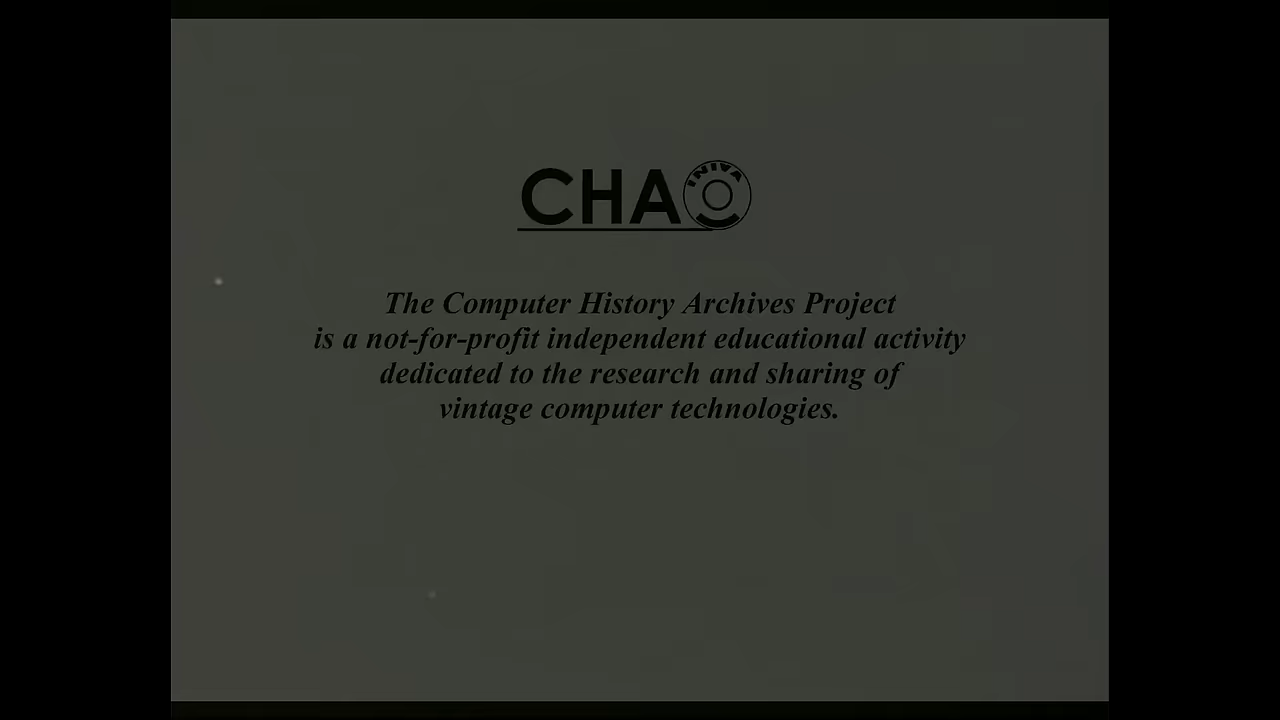 CHA
The Computer History Archives Project
is a not-for-profit independent educational activity
dedicated to the research and sharing of
vintage computer technologies.